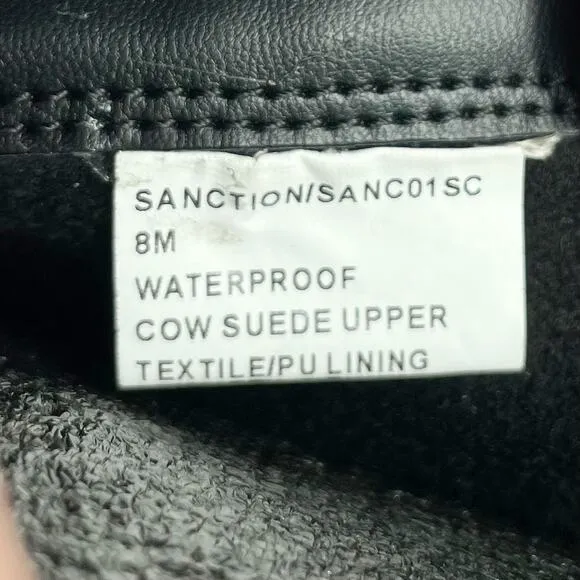 SANCTION/SANC01SC
8M
WATERPROOF
COW SUEDE UPPER
TEXTILE/PU LINING